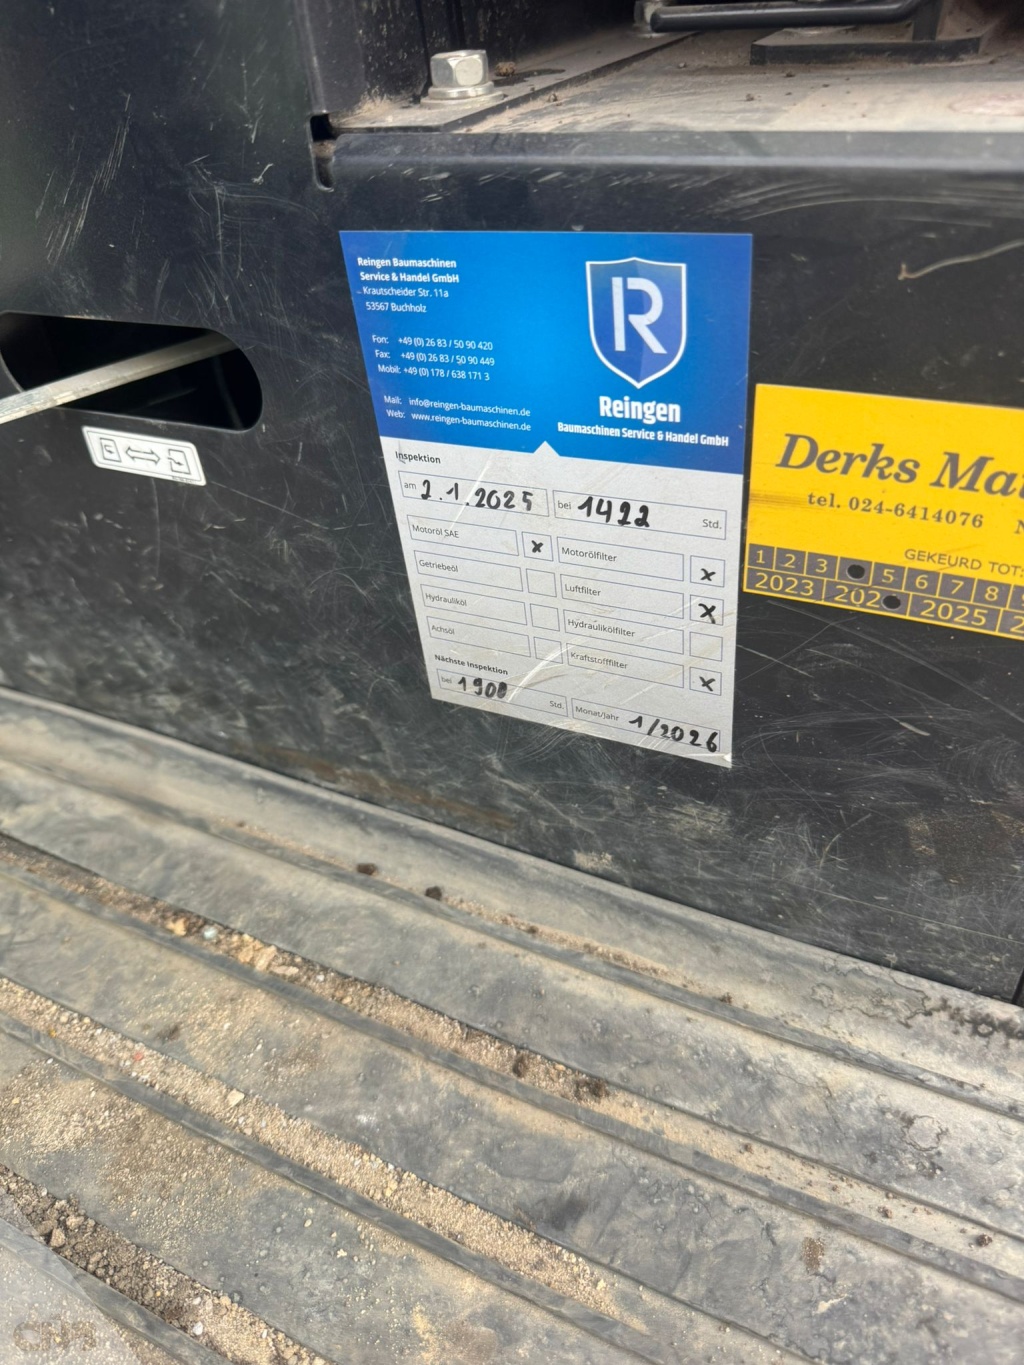 Reingen Baumaschinen
Service & Handel GmbH
Krautscheider Str. 11a
53567 Buchholz
Fon: +49 (0) 26 83 / 50 90 420
Fax: +49 (0) 26 83 / 50 90 449
Mobil: +49 (0) 178 / 638 171 3
Mail: info@reingen-baumaschinen.de
Web: www.reingen-baumaschinen.de
R
Reingen
Baumaschinen Service & Handel GmbH
Inspektion
am 2.1.2025 bei 1422 Std.
Motoröl SAE x Motorölfilter x
Getriebeöl Luftfilter x
Hydrauliköl Hydraulikölfilter
Achsöl Kraftstofffilter x
Nächste Inspektion
bei 1900 Std. Monat/Jahr 1/2026
Derks
tel. 024-6414076
GEKEURD TOT:
1 2 3 5 6 7 8
2023 202 2025